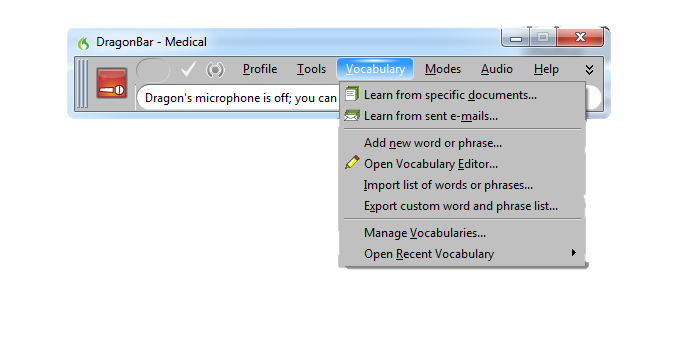 DragonBar - Medical
Profile Tools Vocabulary Modes Audio Help
Dragon's microphone is off; you can
Learn from specific documents...
Learn from sent e-mails...
Add new word or phrase...
Open Vocabulary Editor...
Import list of words or phrases...
Export custom word and phrase list...
Manage Vocabularies...
Open Recent Vocabulary